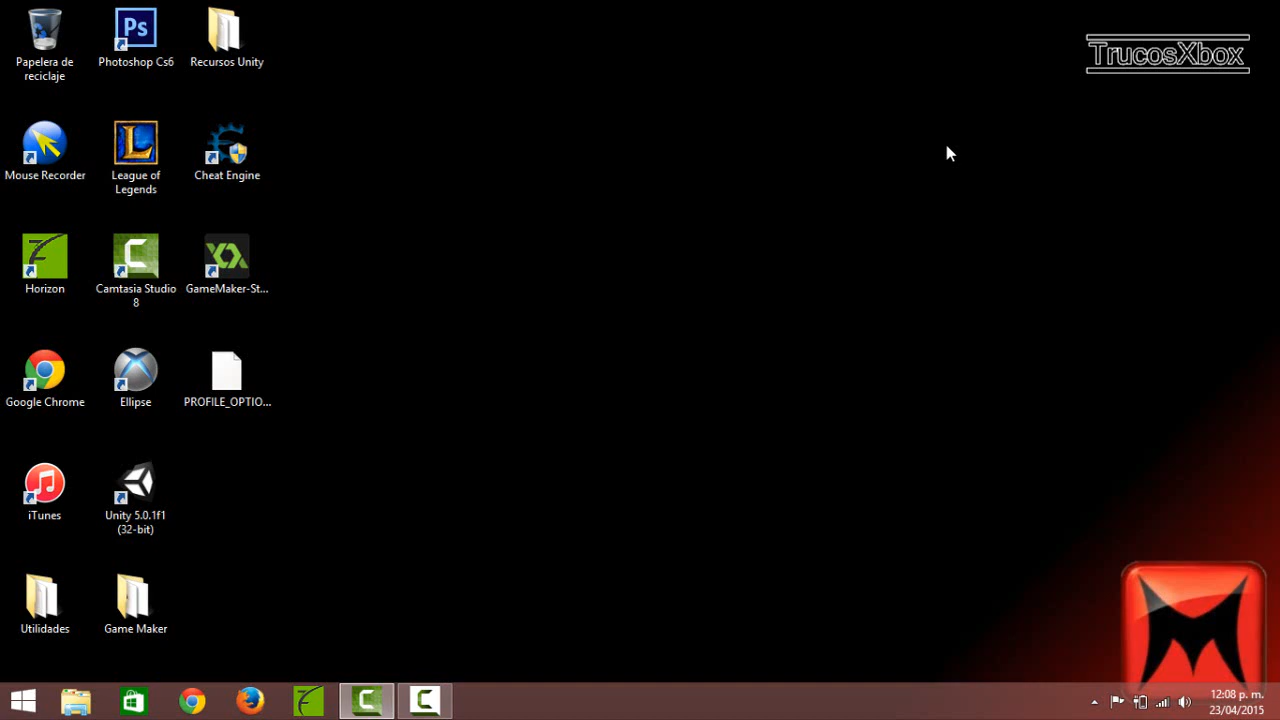 TrucosXbox
Papelera de
reciclaje
Photoshop Cs6
Recursos Unity
Mouse Recorder
League of
Legends
Cheat Engine
Horizon
Camtasia Studio
8
GameMaker-St...
Google Chrome
Ellipse
PROFILE_OPTIO...
iTunes
Unity 5.0.1f1
(32-bit)
Utilidades
Game Maker
12:08 p. m.
23/04/2015